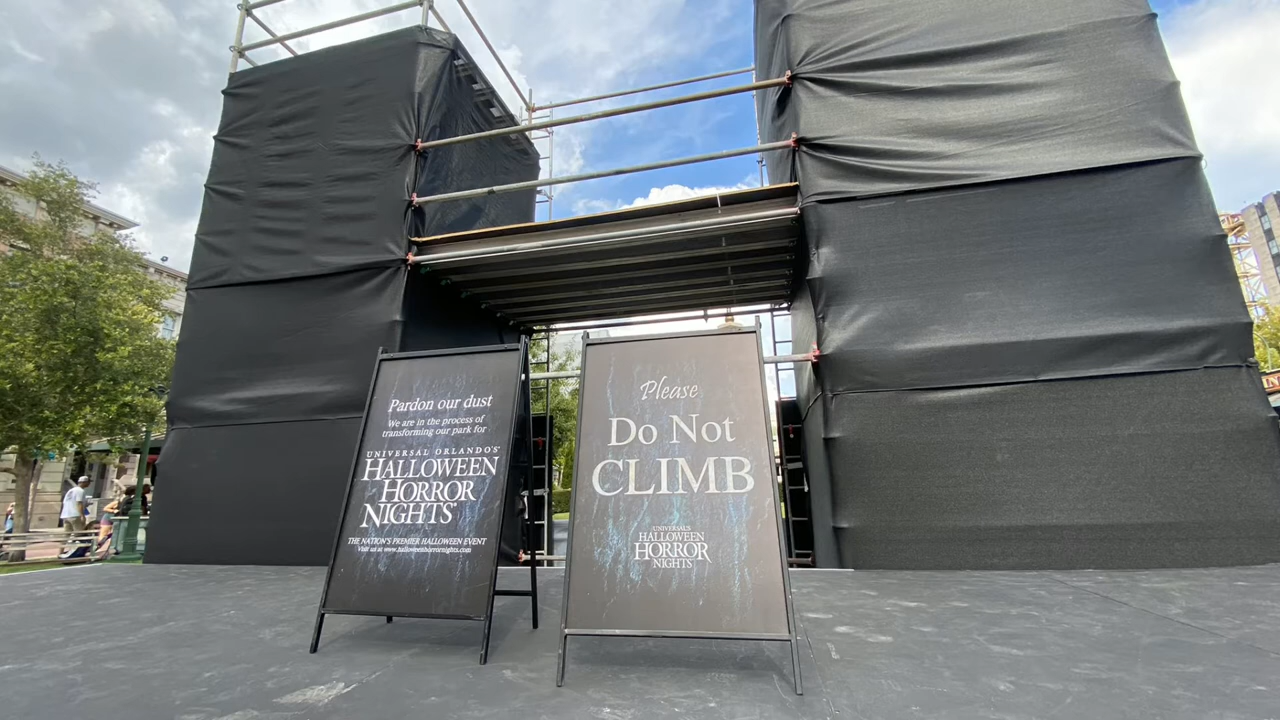 Pardon our dust
We are in the process of
transforming our park for
UNIVERSAL ORLANDO'S®
HALLOWEEN
HORROR
NIGHTS®
THE NATION'S PREMIER HALLOWEEN EVENT
Visit us at www.halloweenhorrornights.com
Please
Do Not
CLIMB
UNIVERSAL'S
HALLOWEEN
HORROR
NIGHTS